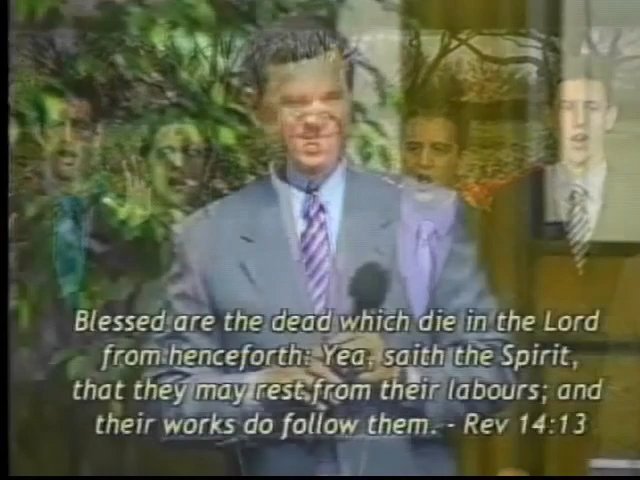 Blessed are the dead which die in the Lord
from henceforth: Yea, saith the Spirit,
that they may rest from their labours; and
their works do follow them. - Rev 14:13